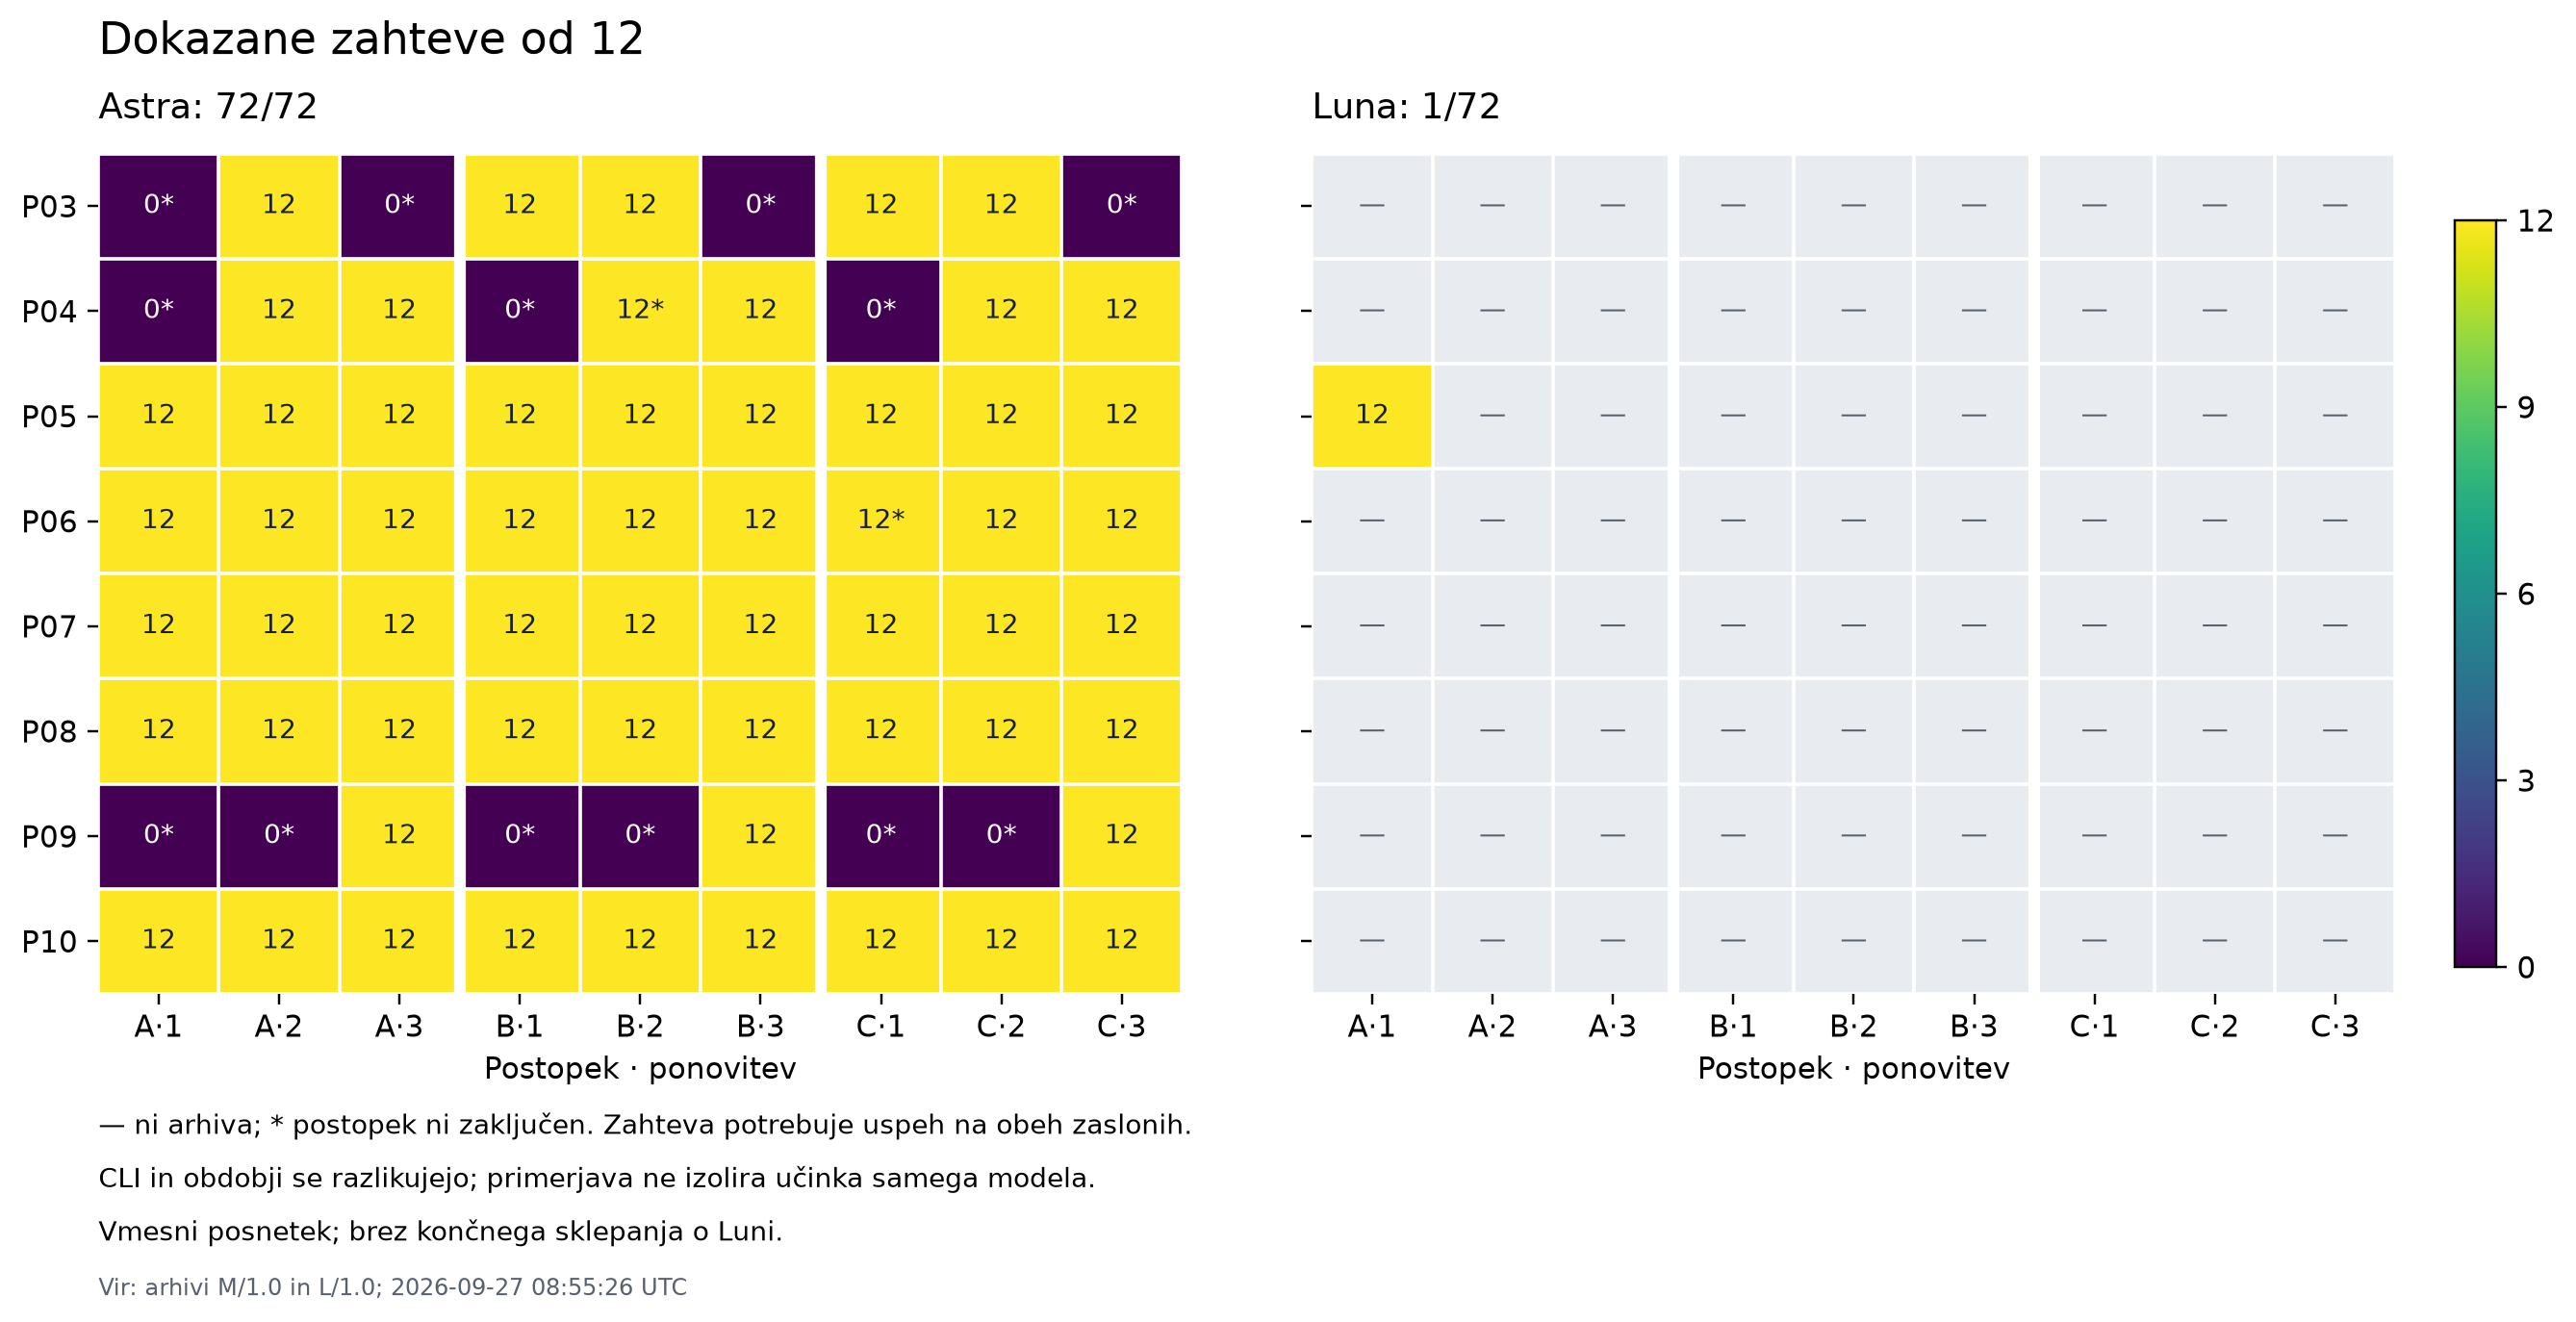 Dokazane zahteve od 12
Astra: 72/72
Luna: 1/72
P03 0* 12 0* 12 12 0* 12 12 0*
P04 0* 12 12 0* 12* 12 0* 12 12
P05 12 12 12 12 12 12 12 12 12
P06 12 12 12 12 12 12 12* 12 12
P07 12 12 12 12 12 12 12 12 12
P08 12 12 12 12 12 12 12 12 12
P09 0* 0* 12 0* 0* 12 0* 0* 12
P10 12 12 12 12 12 12 12 12 12
A·1 A·2 A·3 B·1 B·2 B·3 C·1 C·2 C·3
Postopek · ponovitev
— — — — — — — — —
— — — — — — — — —
12 — — — — — — — —
— — — — — — — — —
— — — — — — — — —
— — — — — — — — —
— — — — — — — — —
— — — — — — — — —
A·1 A·2 A·3 B·1 B·2 B·3 C·1 C·2 C·3
Postopek · ponovitev
12
9
6
3
0
— ni arhiva; * postopek ni zaključen. Zahteva potrebuje uspeh na obeh zaslonih.
CLI in obdobji se razlikujejo; primerjava ne izolira učinka samega modela.
Vmesni posnetek; brez končnega sklepanja o Luni.
Vir: arhivi M/1.0 in L/1.0; 2026-09-27 08:55:26 UTC